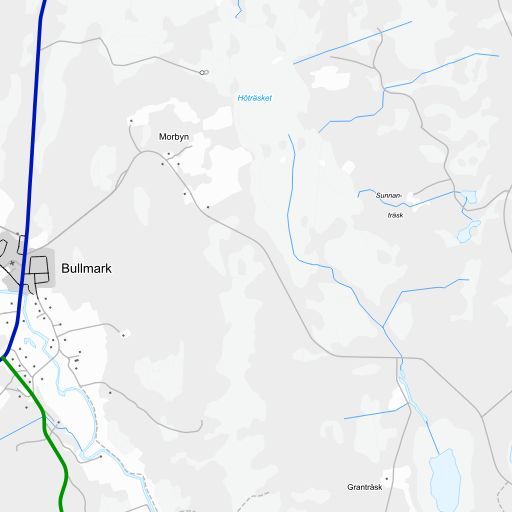 Höträsket
Morbyn
Sunnan-
träsk
Bullmark
Granträsk